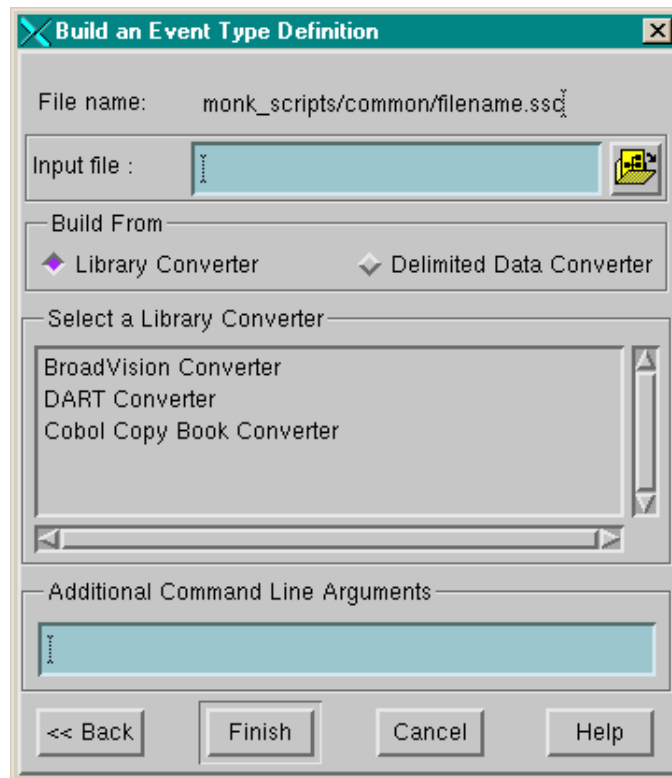 Build an Event Type Definition
File name: monk_scripts/common/filename.ssc
Input file :
Build From
Library Converter Delimited Data Converter
Select a Library Converter
BroadVision Converter
DART Converter
Cobol Copy Book Converter
Additional Command Line Arguments
<< Back Finish Cancel Help